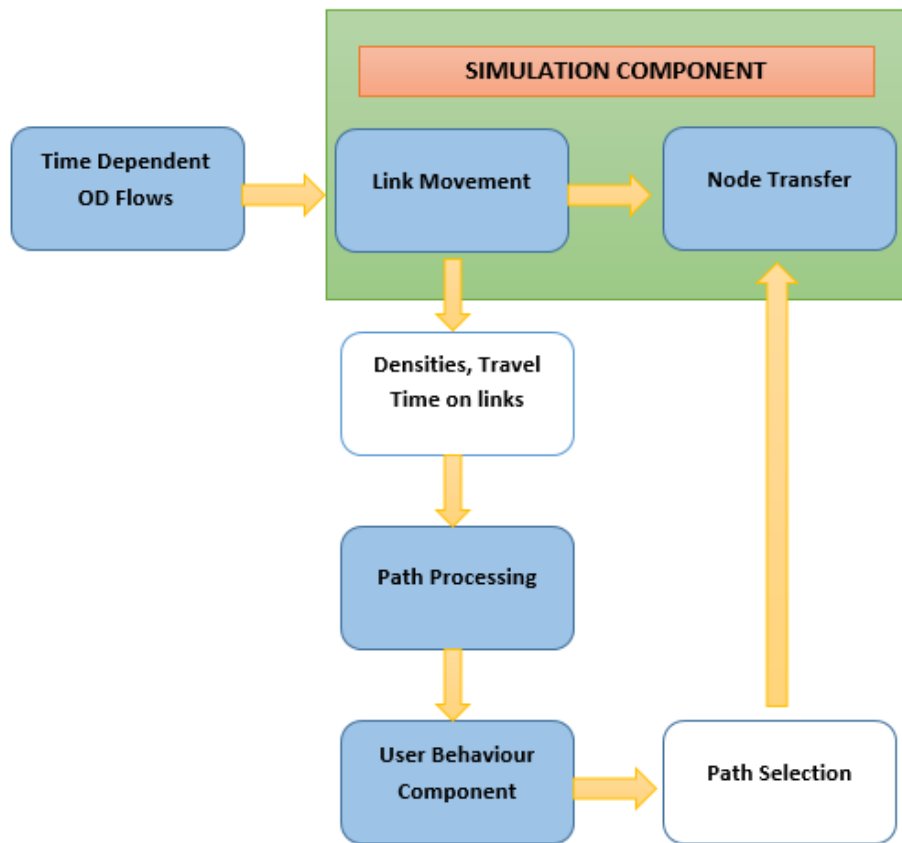 SIMULATION COMPONENT
Time Dependent
OD Flows
Link Movement
Node Transfer
Densities, Travel
Time on links
Path Processing
User Behaviour
Component
Path Selection